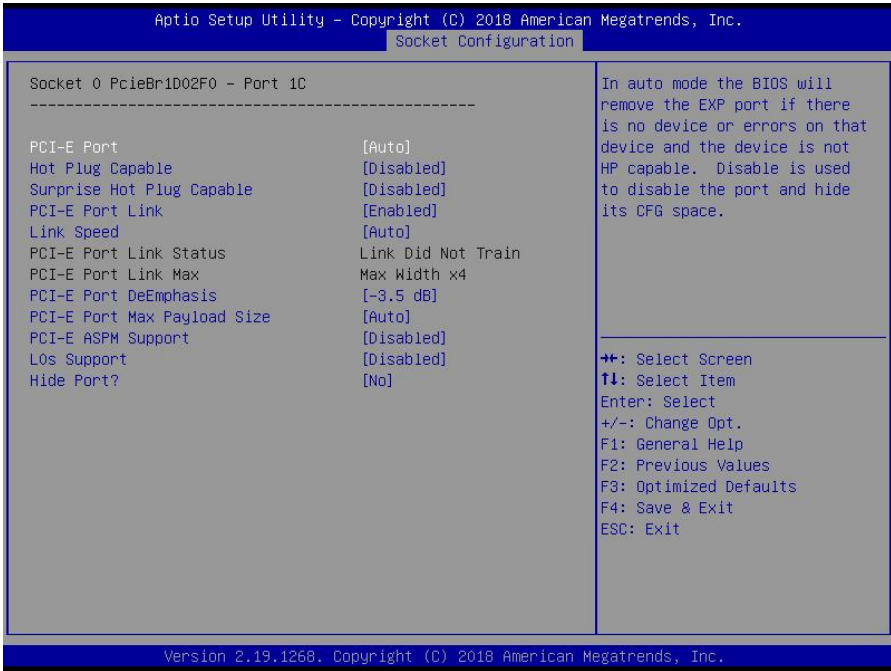 Aptio Setup Utility – Copyright (C) 2018 American Megatrends, Inc.
Socket Configuration
Socket 0 PcieBr1D02F0 – Port 1C
--------------------------------------------------
PCI-E Port [Auto]
Hot Plug Capable [Disabled]
Surprise Hot Plug Capable [Disabled]
PCI-E Port Link [Enabled]
Link Speed [Auto]
PCI-E Port Link Status Link Did Not Train
PCI-E Port Link Max Max Width x4
PCI-E Port DeEmphasis [-3.5 dB]
PCI-E Port Max Payload Size [Auto]
PCI-E ASPM Support [Disabled]
L0s Support [Disabled]
Hide Port? [No]
In auto mode the BIOS will
remove the EXP port if there
is no device or errors on that
device and the device is not
HP capable. Disable is used
to disable the port and hide
its CFG space.
→←: Select Screen
↑↓: Select Item
Enter: Select
+/-: Change Opt.
F1: General Help
F2: Previous Values
F3: Optimized Defaults
F4: Save & Exit
ESC: Exit
Version 2.19.1268. Copyright (C) 2018 American Megatrends, Inc.